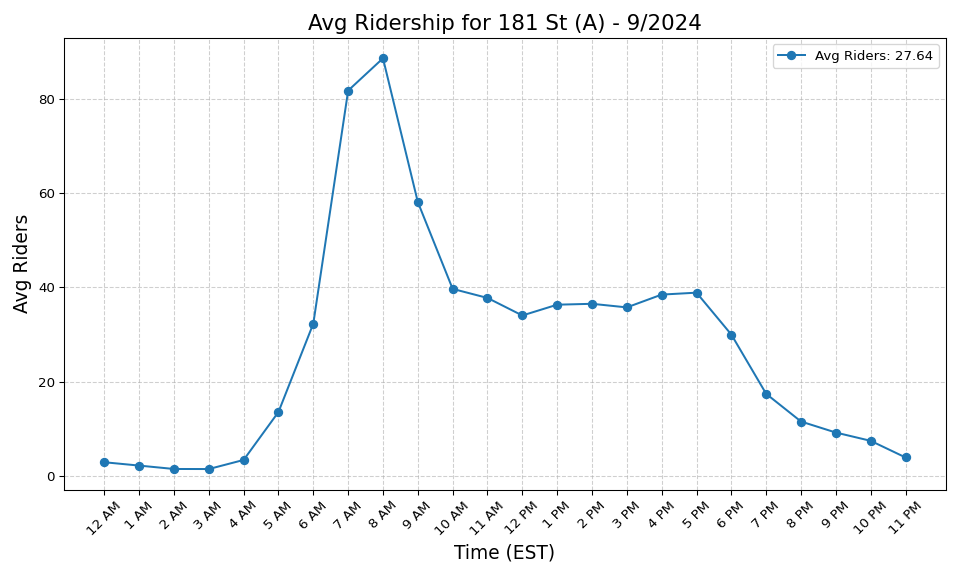 Avg Ridership for 181 St (A) - 9/2024
Avg Riders: 27.64
Avg Riders
80
60
40
20
0
12 AM
1 AM
2 AM
3 AM
4 AM
5 AM
6 AM
7 AM
8 AM
9 AM
10 AM
11 AM
12 PM
1 PM
2 PM
3 PM
4 PM
5 PM
6 PM
7 PM
8 PM
9 PM
10 PM
11 PM
Time (EST)